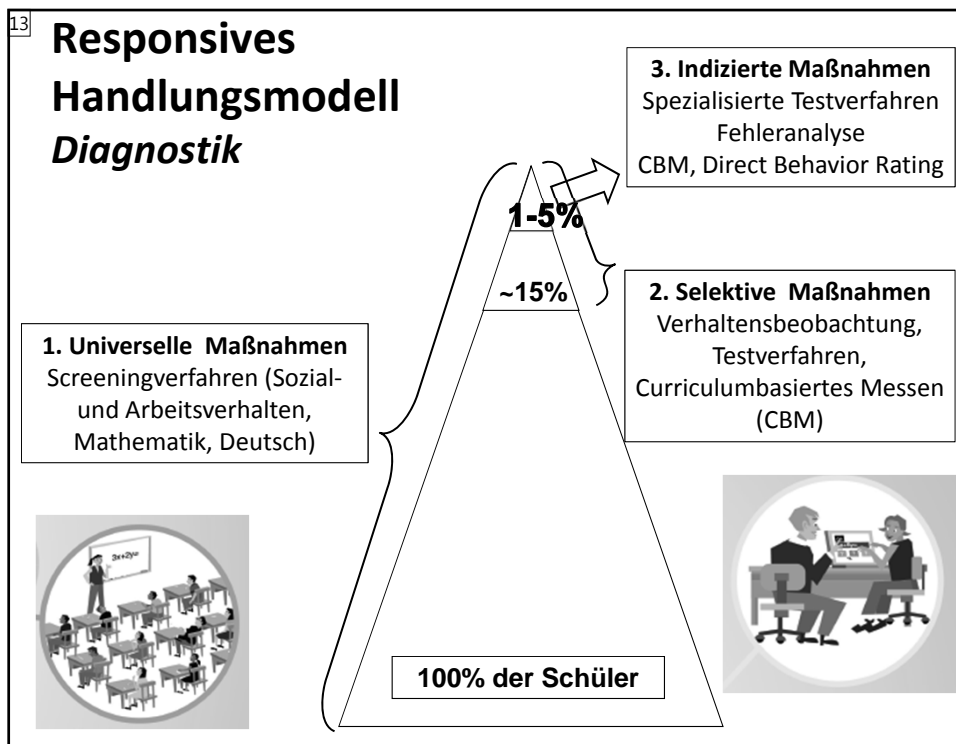 13
Responsives
Handlungsmodell
Diagnostik
3. Indizierte Maßnahmen
Spezialisierte Testverfahren
Fehleranalyse
CBM, Direct Behavior Rating
1-5%
~15%
2. Selektive Maßnahmen
Verhaltensbeobachtung,
Testverfahren,
Curriculumbasiertes Messen
(CBM)
1. Universelle Maßnahmen
Screeningverfahren (Sozial-
und Arbeitsverhalten,
Mathematik, Deutsch)
100% der Schüler